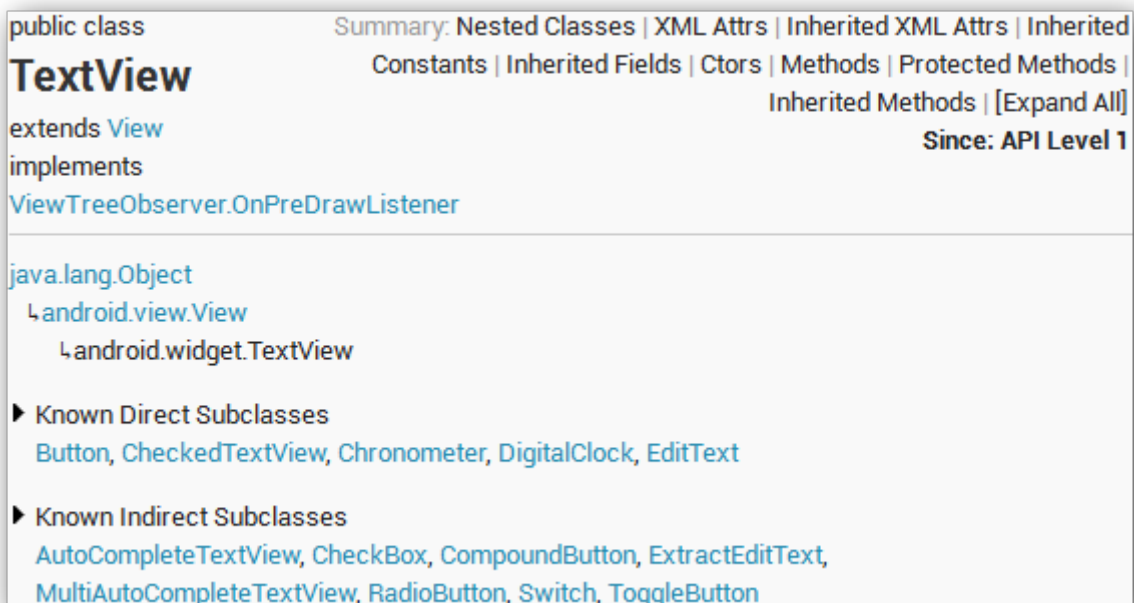 public class
TextView
extends View
implements
ViewTreeObserver.OnPreDrawListener
Summary: Nested Classes | XML Attrs | Inherited XML Attrs | Inherited
Constants | Inherited Fields | Ctors | Methods | Protected Methods |
Inherited Methods | [Expand All]
Since: API Level 1
java.lang.Object
↳android.view.View
↳android.widget.TextView
Known Direct Subclasses
Button, CheckedTextView, Chronometer, DigitalClock, EditText
Known Indirect Subclasses
AutoCompleteTextView, CheckBox, CompoundButton, ExtractEditText,
MultiAutoCompleteTextView, RadioButton, Switch, ToggleButton